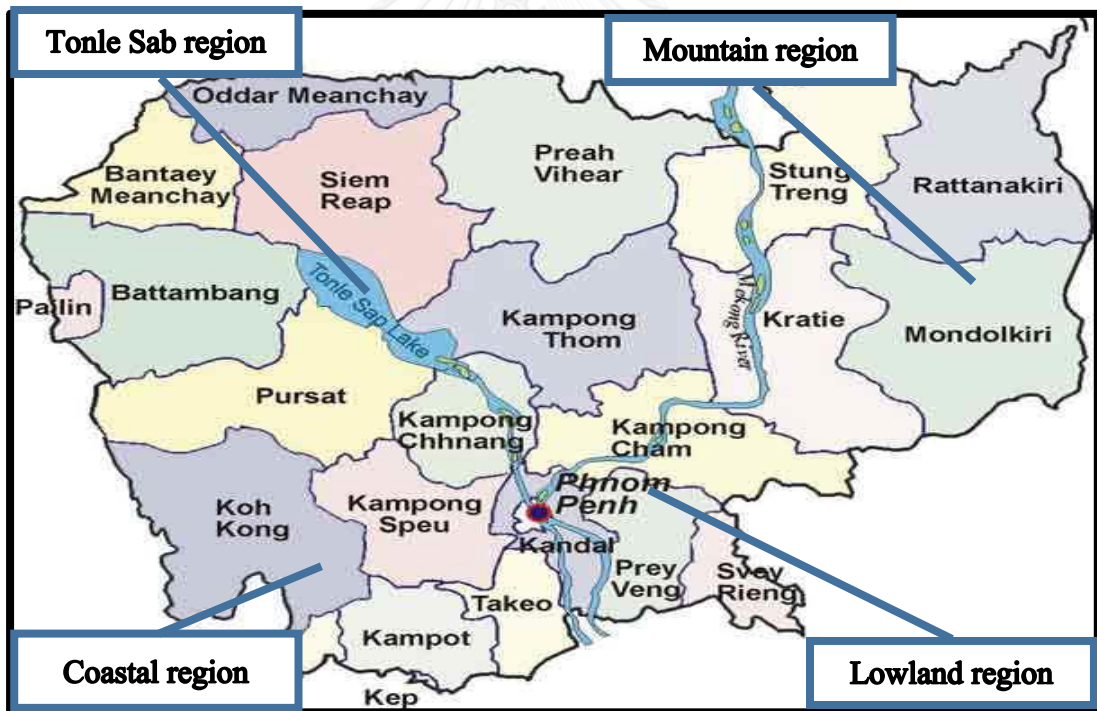 Tonle Sab region
Mountain region
Oddar Meanchay
Bantaey
Meanchay
Siem
Reap
Preah
Vihear
Stung
Treng
Rattanakiri
Pailin
Battambang
Tonle Sap Lake
Kampong
Thom
Mekong River
Kratie
Mondolkiri
Pursat
Kampong
Chhnang
Kampong
Cham
Koh
Kong
Kampong
Speu
Phnom
Penh
Kandal
Prey
Veng
Svey
Rieng
Takeo
Kampot
Kep
Coastal region
Lowland region